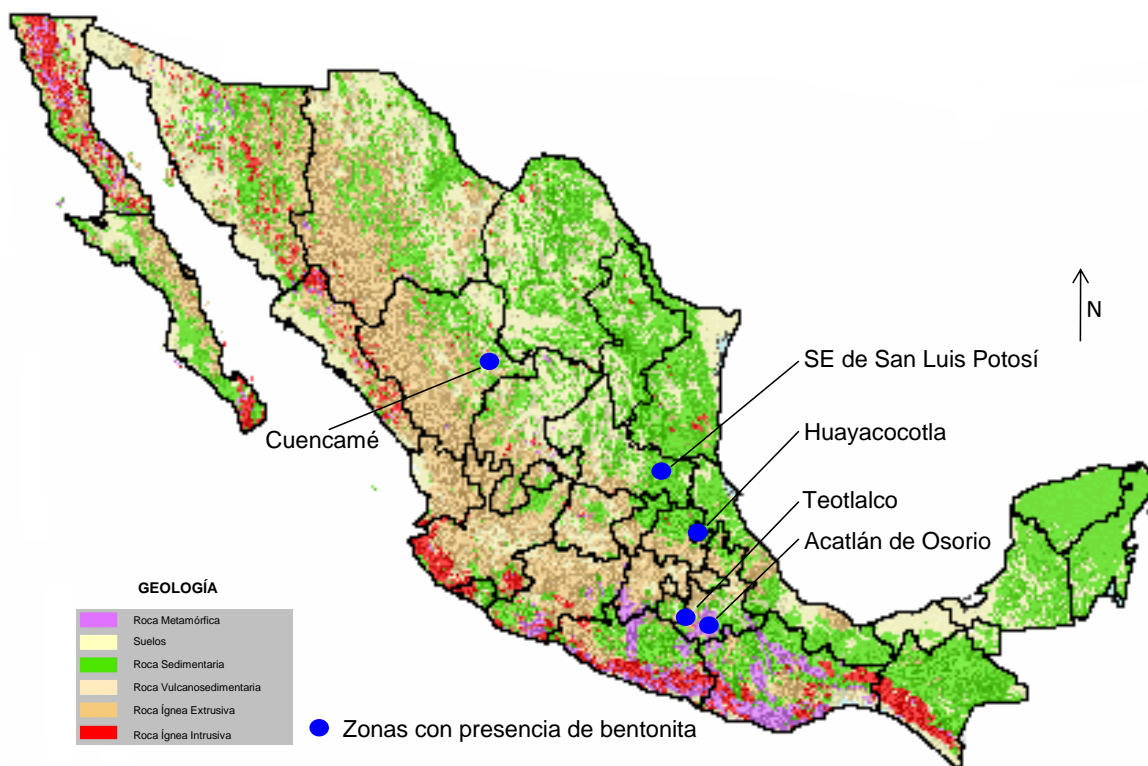 N
SE de San Luis Potosí
Cuencamé
Huayacocotla
Teotlalco
Acatlán de Osorio
GEOLOGÍA
Roca Metamórfica
Suelos
Roca Sedimentaria
Roca Vulcanosedimentaria
Roca Ígnea Extrusiva
Roca Ígnea Intrusiva
Zonas con presencia de bentonita